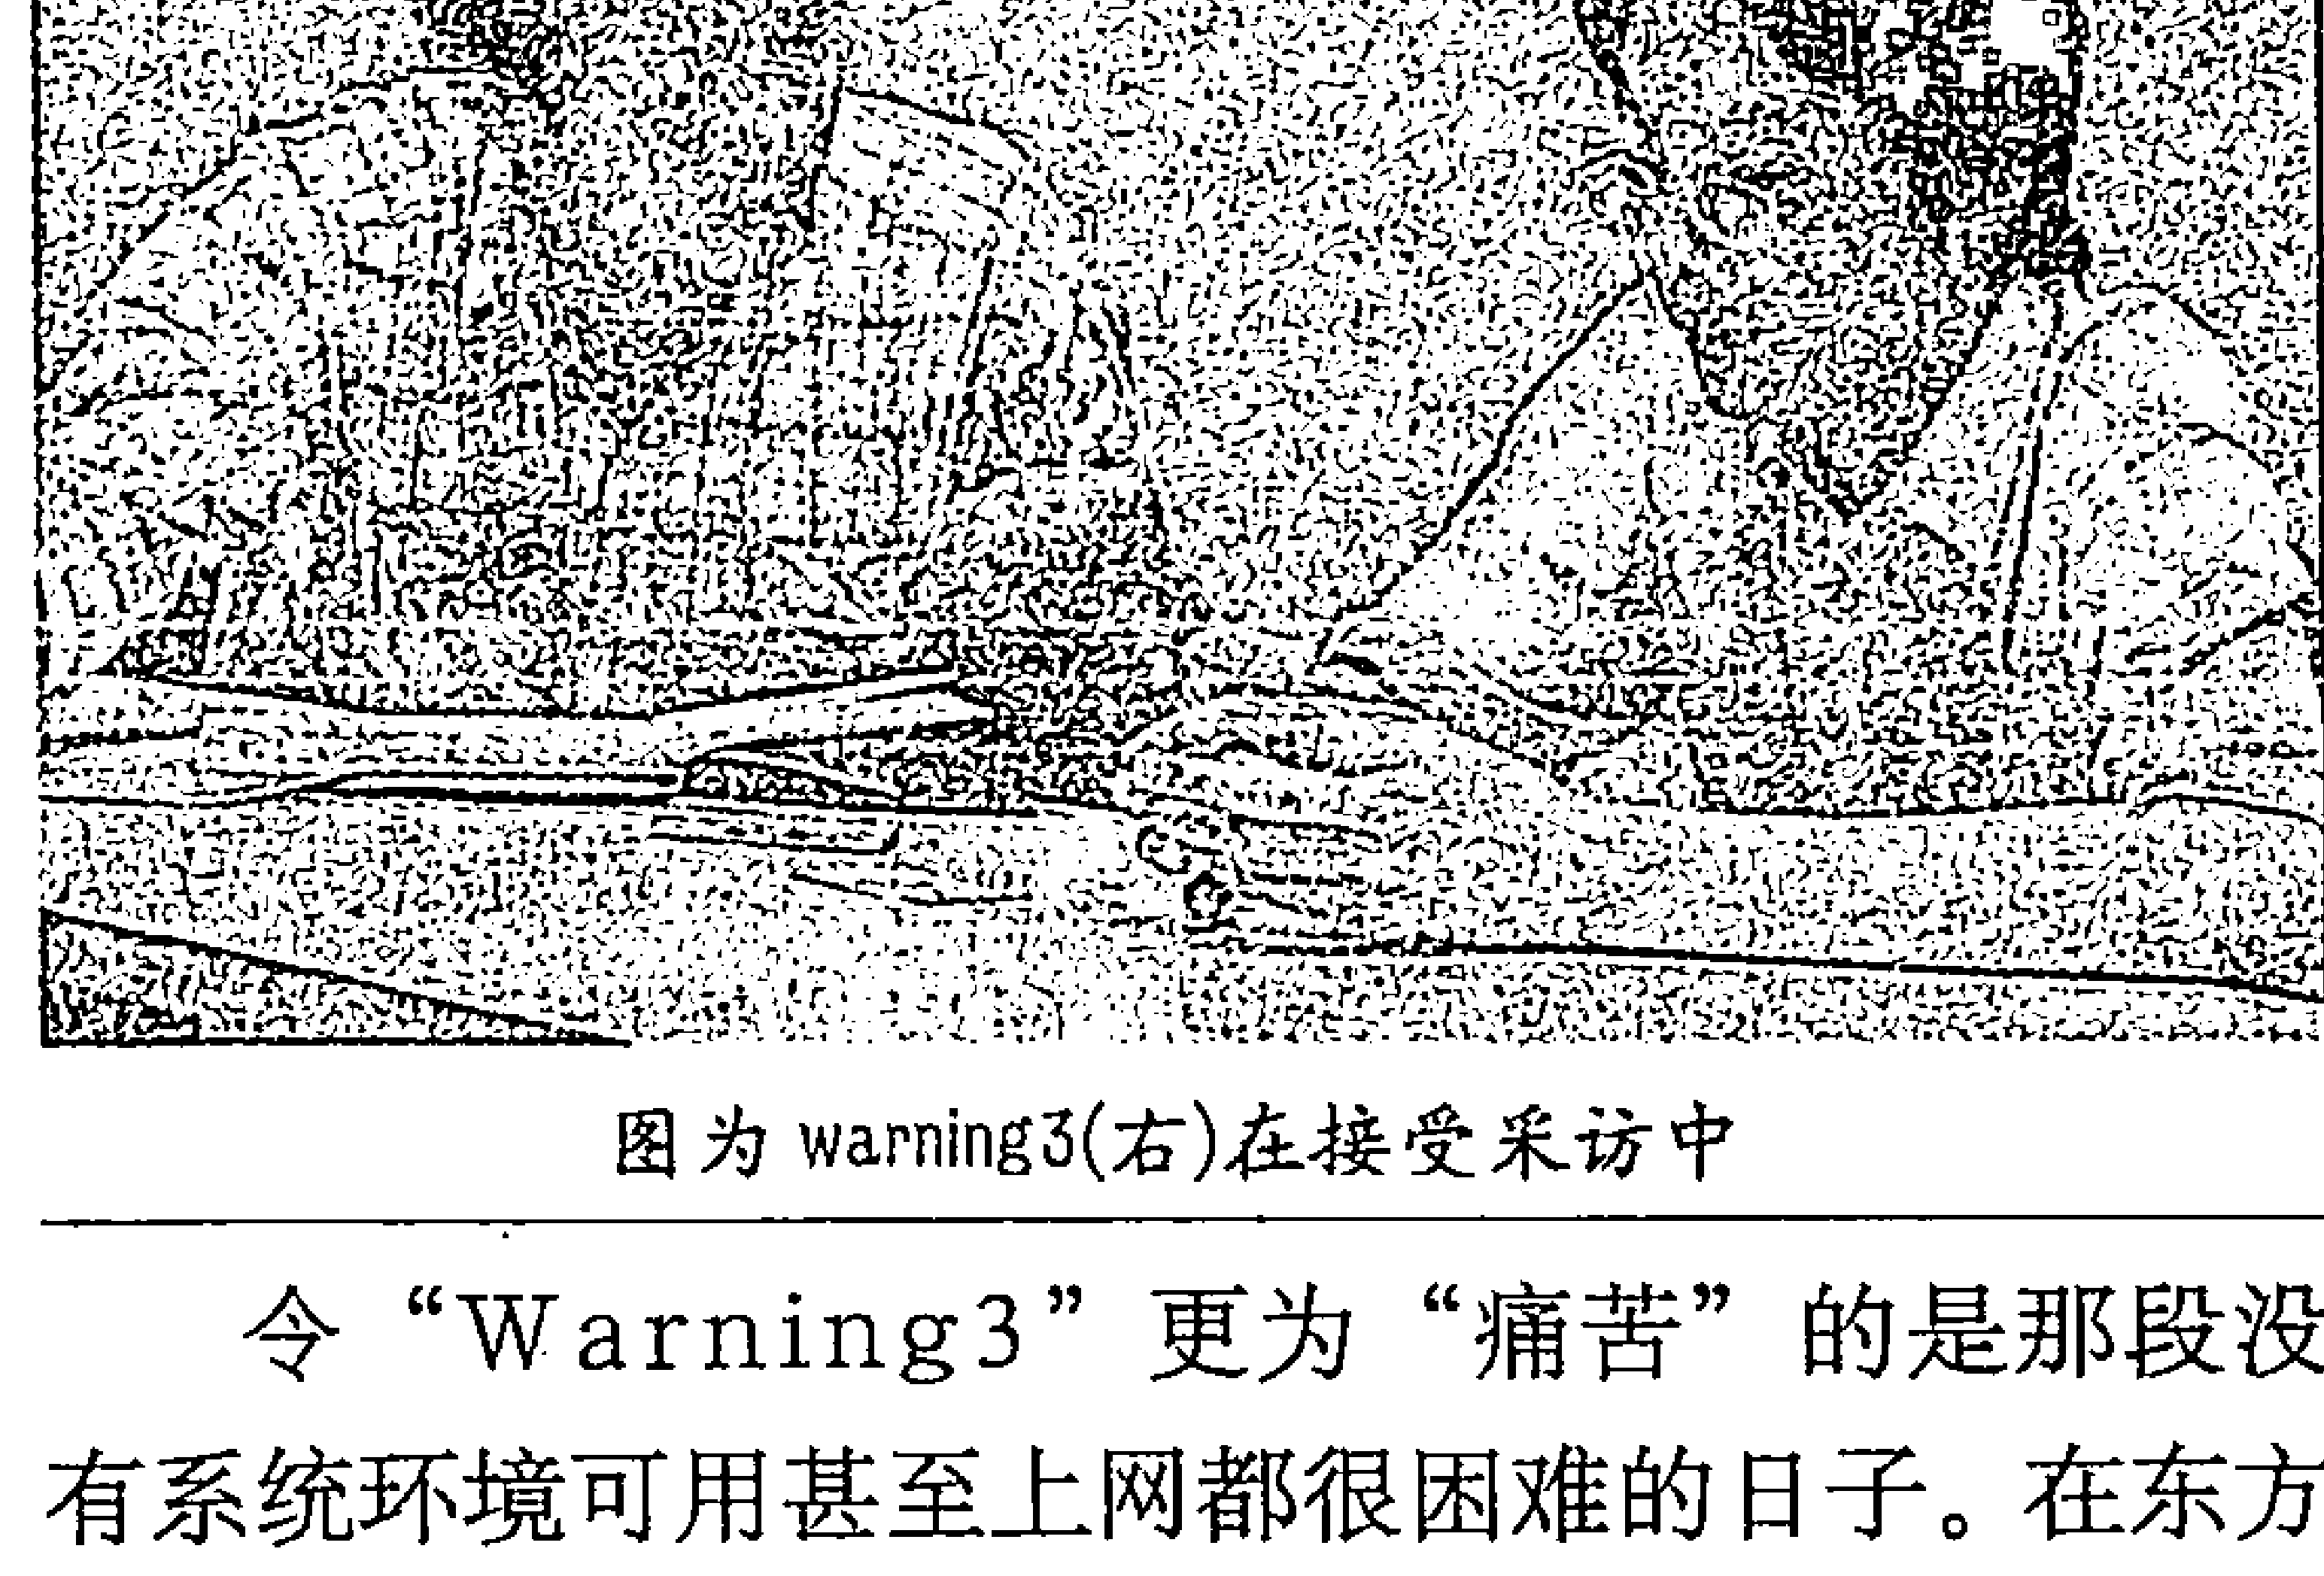 图为 warning3(右)在接受采访中
令“Warning3”更为“痛苦”的是那段没
有系统环境可用甚至上网都很困难的日子。在东方